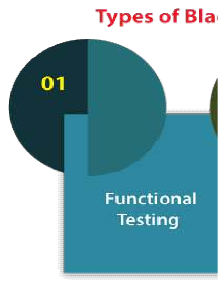 Types of Bla
01
Functional
Testing